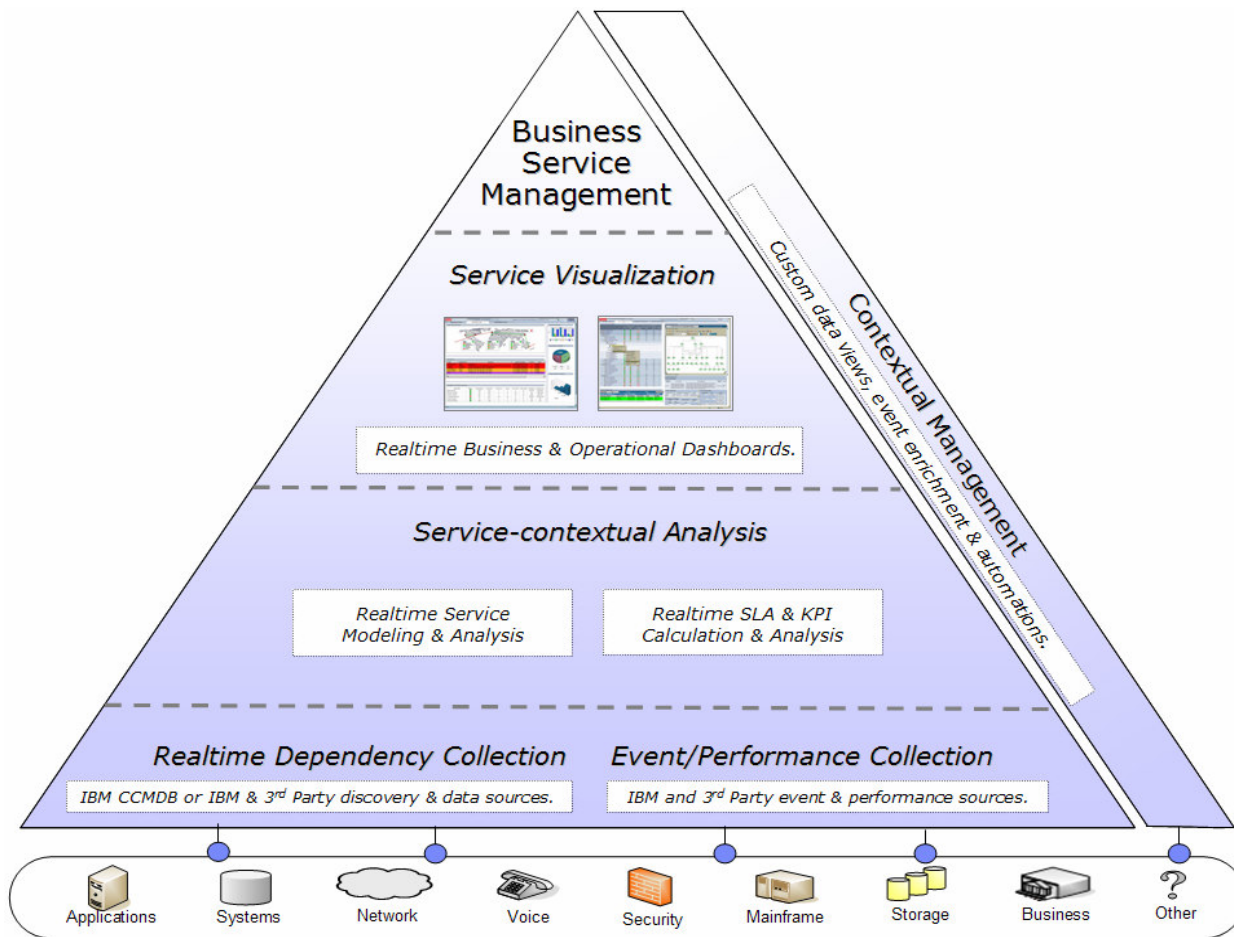 Business
Service
Management
Service Visualization
Realtime Business & Operational Dashboards.
Service-contextual Analysis
Realtime Service
Modeling & Analysis
Realtime SLA & KPI
Calculation & Analysis
Realtime Dependency Collection
IBM CCMDB or IBM & 3rd Party discovery & data sources.
Event/Performance Collection
IBM and 3rd Party event & performance sources.
Contextual Management
Custom data views, event enrichment & automations.
Applications
Systems
Network
Voice
Security
Mainframe
Storage
Business
?
Other